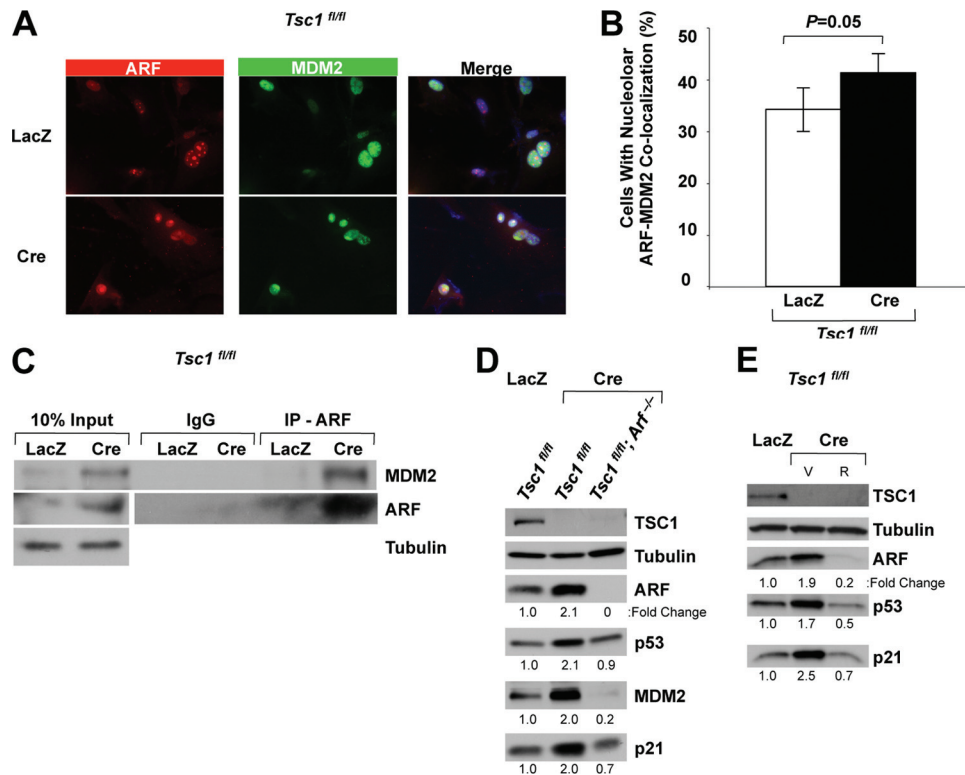 A
Tsc1 fl/fl
ARF
MDM2
Merge
LacZ
Cre
B
P=0.05
Cells With Nucleoloar
ARF-MDM2 Co-localization (%)
50
40
30
20
10
0
LacZ
Cre
Tsc1 fl/fl
C
Tsc1 fl/fl
10% Input
IgG
IP - ARF
LacZ Cre LacZ Cre LacZ Cre
MDM2
ARF
Tubulin
D
LacZ
Cre
Tsc1 fl/fl
Tsc1 fl/fl
Tsc1 fl/fl; Arf −/−
TSC1
Tubulin
ARF
1.0 2.1 0 :Fold Change
p53
1.0 2.1 0.9
MDM2
1.0 2.0 0.2
p21
1.0 2.0 0.7
E
Tsc1 fl/fl
LacZ
Cre
V R
TSC1
Tubulin
ARF
1.0 1.9 0.2 :Fold Change
p53
1.0 1.7 0.5
p21
1.0 2.5 0.7